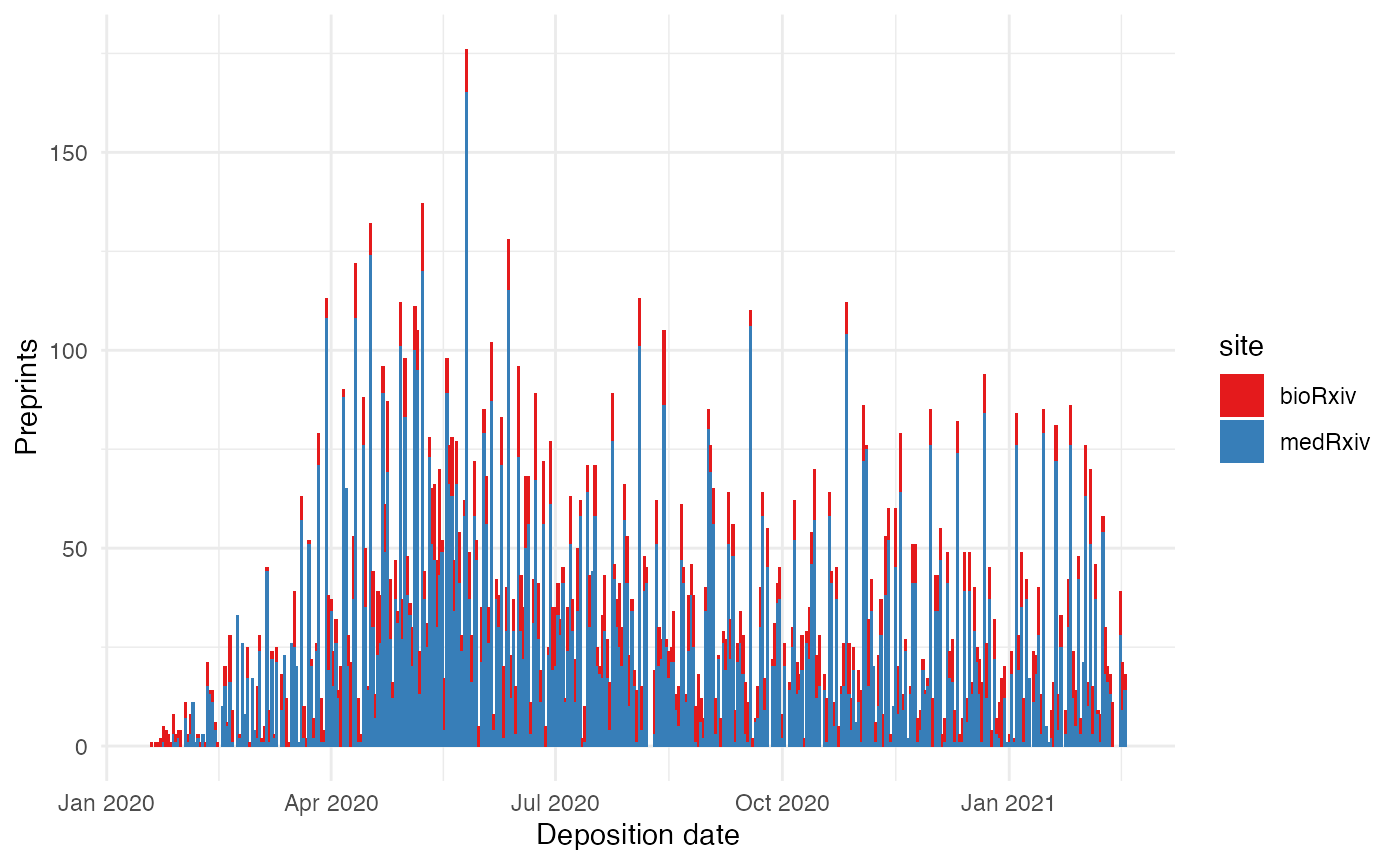 Preprints
150
100
50
0
Jan 2020
Apr 2020
Jul 2020
Oct 2020
Jan 2021
Deposition date
site
bioRxiv
medRxiv